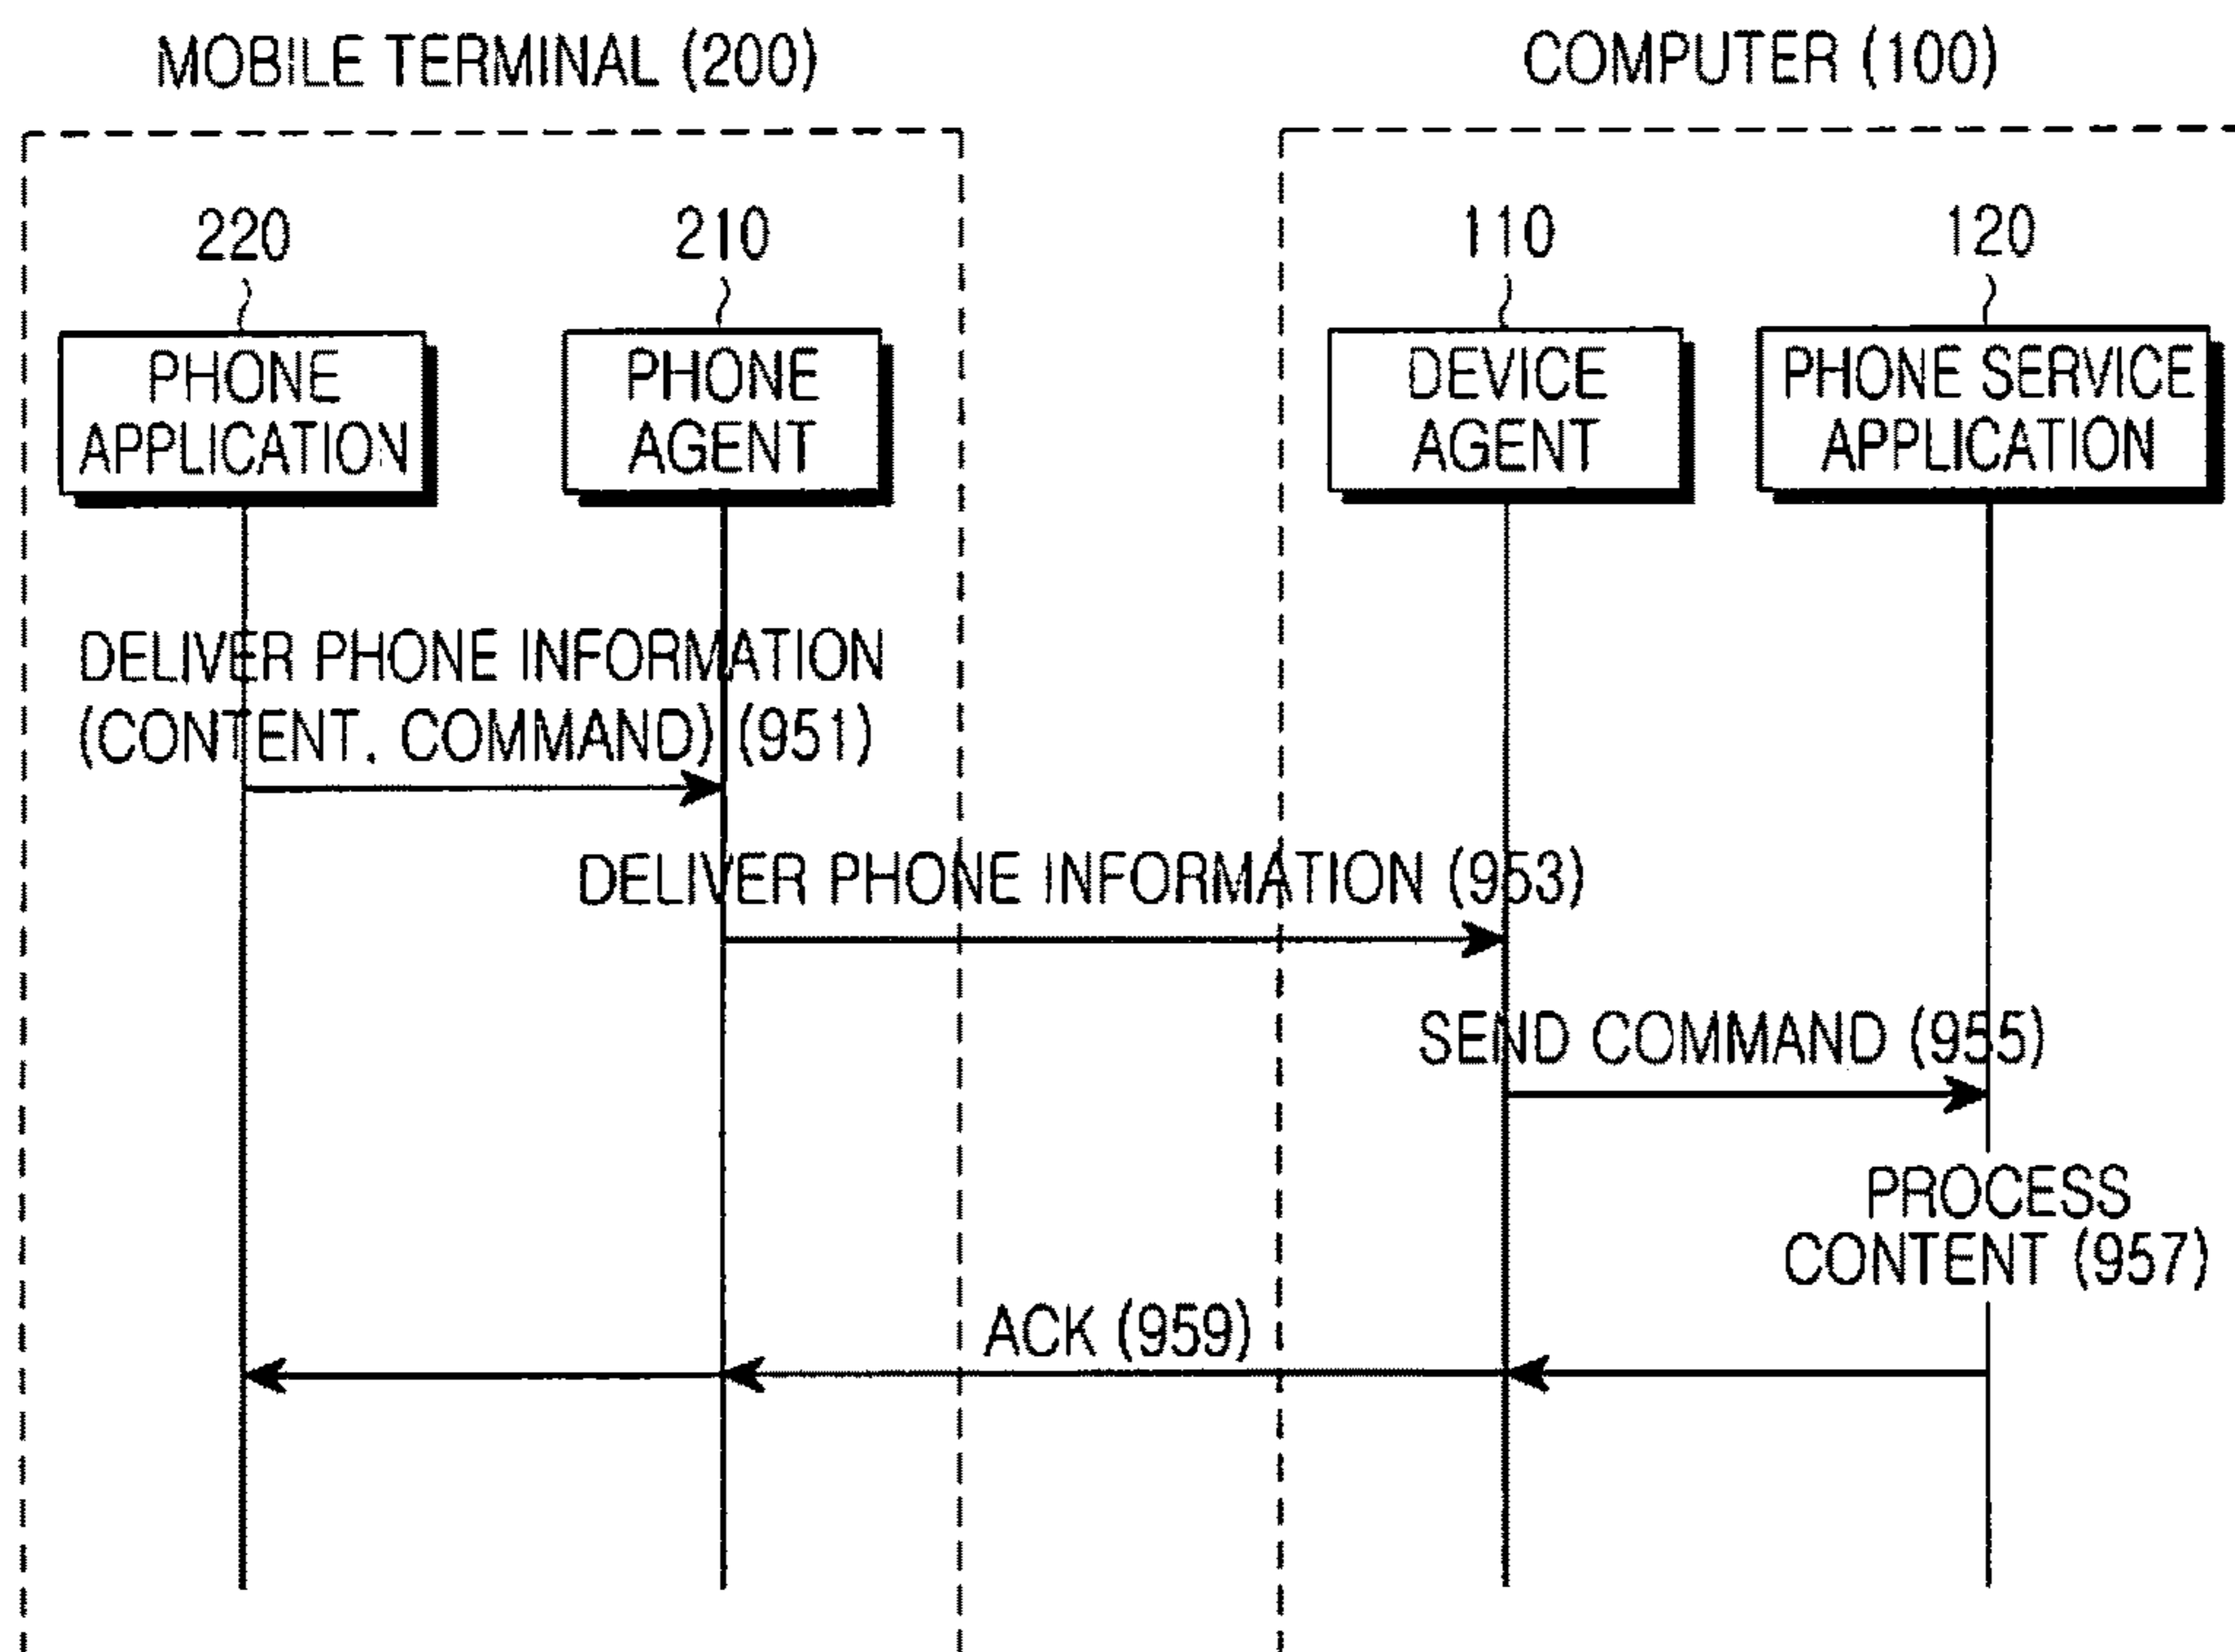 MOBILE TERMINAL (200)
COMPUTER (100)
220
210
110
120
PHONE
APPLICATION
PHONE
AGENT
DEVICE
AGENT
PHONE SERVICE
APPLICATION
DELIVER PHONE INFORMATION
(CONTENT, COMMAND) (951)
DELIVER PHONE INFORMATION (953)
SEND COMMAND (955)
PROCESS
CONTENT (957)
ACK (959)